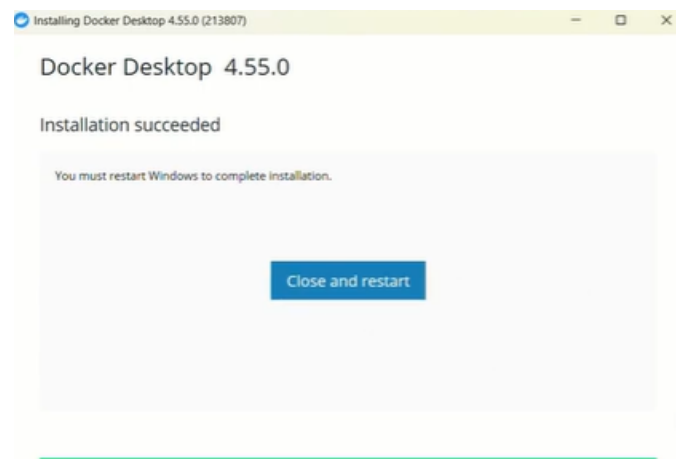 Installing Docker Desktop 4.55.0 (213807)
Docker Desktop 4.55.0
Installation succeeded
You must restart Windows to complete installation.
Close and restart